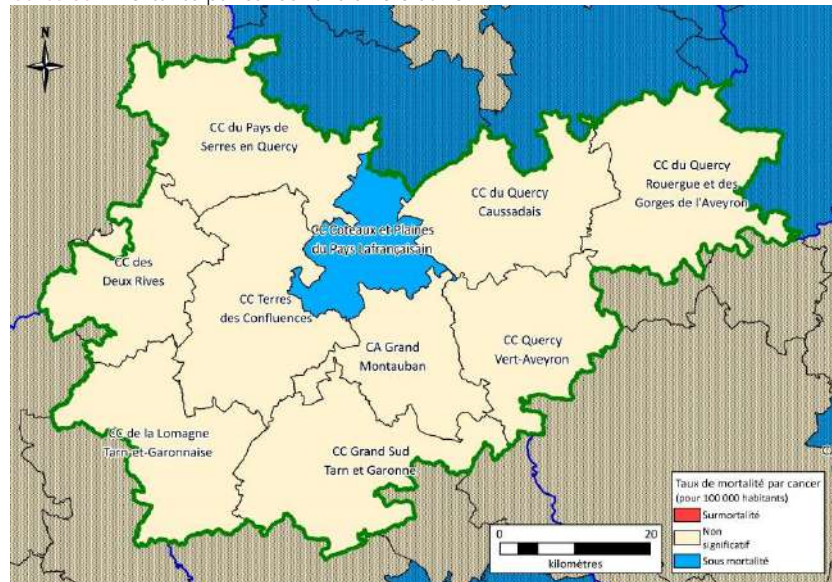 N
CC du Pays de
Serres en Quercy
CC du Quercy
Caussadais
CC du Quercy
Rouergue et des
Gorges de l'Aveyron
CC Coteaux et Plaines
du Pays Lafrançaisain
CC des
Deux Rives
CC Terres
des Confluences
CA Grand
Montauban
CC Quercy
Vert-Aveyron
CC de la Lomagne
Tarn et-Garonnaise
CC Grand Sud
Tarn et Garonne
Taux de mortalité par cancer
(pour 100 000 habitants)
Surmortalité
Non
significatif
Sous mortalité
0 20
kilomètres